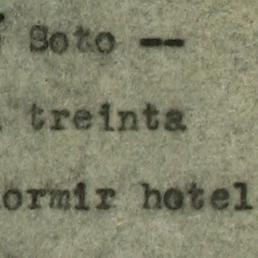 Soto --
treinta
ormir hotel